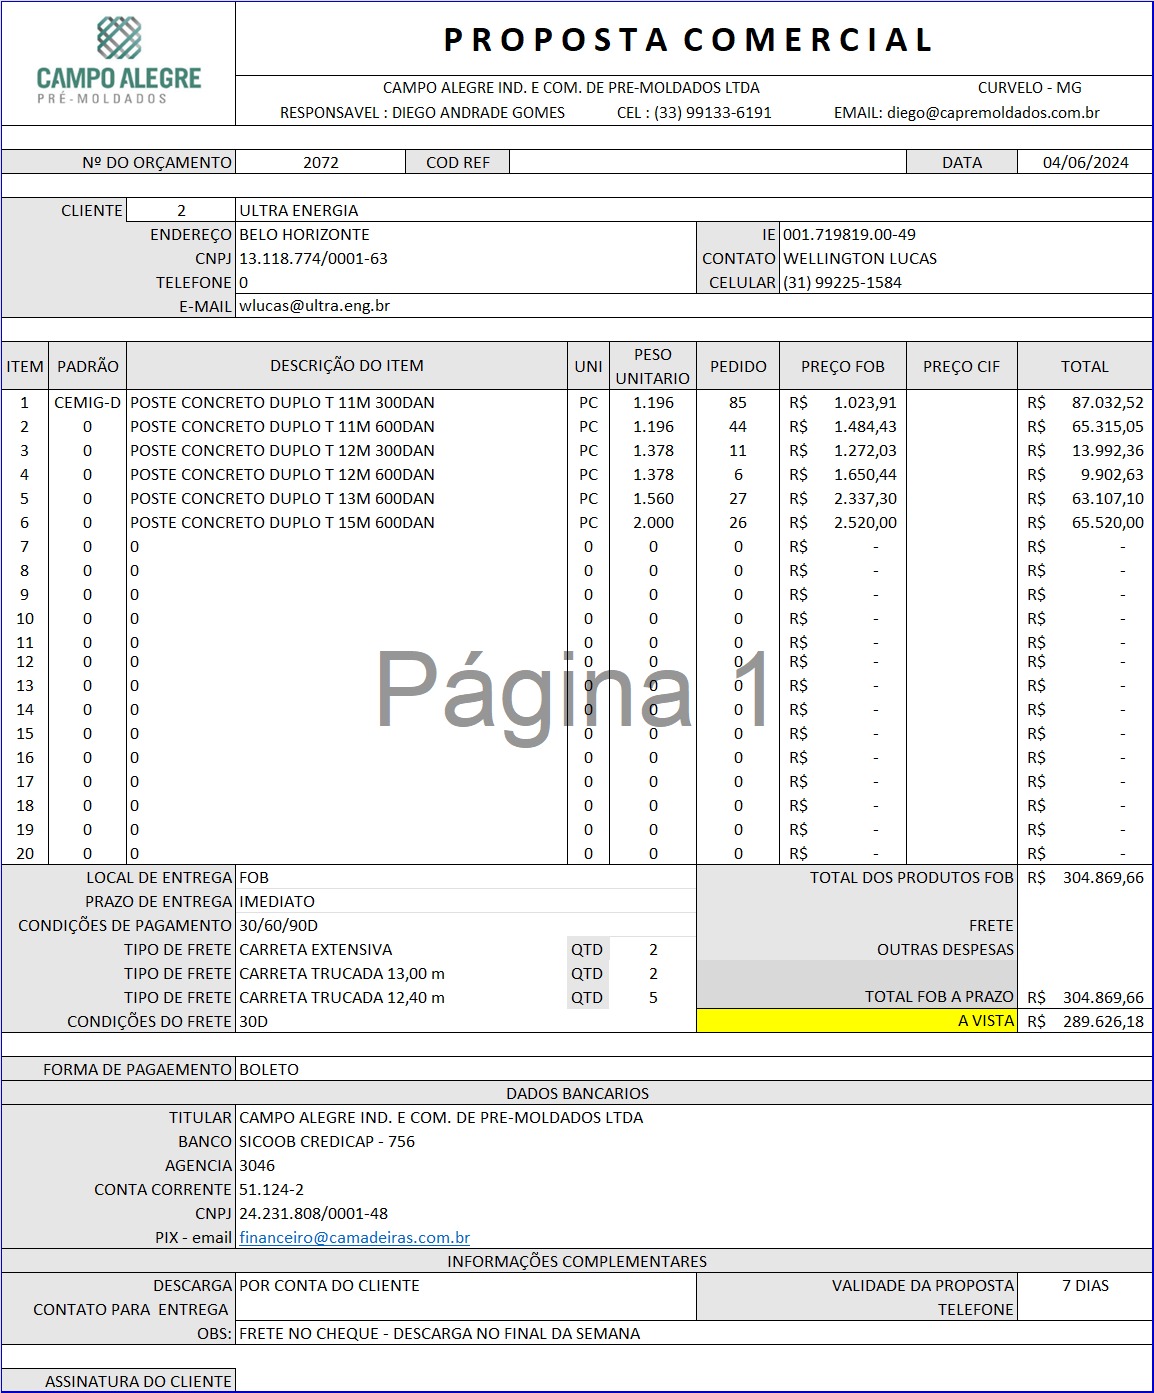 CAMPO ALEGRE
PRÉ-MOLDADOS
PROPOSTA COMERCIAL
CAMPO ALEGRE IND. E COM. DE PRE-MOLDADOS LTDA CURVELO - MG
RESPONSAVEL : DIEGO ANDRADE GOMES CEL : (33) 99133-6191 EMAIL: diego@capremoldados.com.br
Nº DO ORÇAMENTO 2072 COD REF DATA 04/06/2024
CLIENTE 2 ULTRA ENERGIA
ENDEREÇO BELO HORIZONTE IE 001.719819.00-49
CNPJ 13.118.774/0001-63 CONTATO WELLINGTON LUCAS
TELEFONE 0 CELULAR (31) 99225-1584
E-MAIL wlucas@ultra.eng.br
ITEM PADRÃO DESCRIÇÃO DO ITEM UNI PESO UNITARIO PEDIDO PREÇO FOB PREÇO CIF TOTAL
1 CEMIG-D POSTE CONCRETO DUPLO T 11M 300DAN PC 1.196 85 R$ 1.023,91 R$ 87.032,52
2 0 POSTE CONCRETO DUPLO T 11M 600DAN PC 1.196 44 R$ 1.484,43 R$ 65.315,05
3 0 POSTE CONCRETO DUPLO T 12M 300DAN PC 1.378 11 R$ 1.272,03 R$ 13.992,36
4 0 POSTE CONCRETO DUPLO T 12M 600DAN PC 1.378 6 R$ 1.650,44 R$ 9.902,63
5 0 POSTE CONCRETO DUPLO T 13M 600DAN PC 1.560 27 R$ 2.337,30 R$ 63.107,10
6 0 POSTE CONCRETO DUPLO T 15M 600DAN PC 2.000 26 R$ 2.520,00 R$ 65.520,00
7 0 0 0 0 0 R$ - R$ -
8 0 0 0 0 0 R$ - R$ -
9 0 0 0 0 0 R$ - R$ -
10 0 0 0 0 0 R$ - R$ -
11 0 0 0 0 0 R$ - R$ -
12 0 0 0 0 0 R$ - R$ -
13 0 0 0 0 0 R$ - R$ -
14 0 0 0 0 0 R$ - R$ -
15 0 0 0 0 0 R$ - R$ -
16 0 0 0 0 0 R$ - R$ -
17 0 0 0 0 0 R$ - R$ -
18 0 0 0 0 0 R$ - R$ -
19 0 0 0 0 0 R$ - R$ -
20 0 0 0 0 0 R$ - R$ -
Página 1
LOCAL DE ENTREGA FOB TOTAL DOS PRODUTOS FOB R$ 304.869,66
PRAZO DE ENTREGA IMEDIATO
CONDIÇÕES DE PAGAMENTO 30/60/90D FRETE
TIPO DE FRETE CARRETA EXTENSIVA QTD 2 OUTRAS DESPESAS
TIPO DE FRETE CARRETA TRUCADA 13,00 m QTD 2
TIPO DE FRETE CARRETA TRUCADA 12,40 m QTD 5 TOTAL FOB A PRAZO R$ 304.869,66
CONDIÇÕES DO FRETE 30D A VISTA R$ 289.626,18
FORMA DE PAGAEMENTO BOLETO
DADOS BANCARIOS
TITULAR CAMPO ALEGRE IND. E COM. DE PRE-MOLDADOS LTDA
BANCO SICOOB CREDICAP - 756
AGENCIA 3046
CONTA CORRENTE 51.124-2
CNPJ 24.231.808/0001-48
PIX - email financeiro@camadeiras.com.br
INFORMAÇÕES COMPLEMENTARES
DESCARGA POR CONTA DO CLIENTE VALIDADE DA PROPOSTA 7 DIAS
CONTATO PARA ENTREGA TELEFONE
OBS: FRETE NO CHEQUE - DESCARGA NO FINAL DA SEMANA
ASSINATURA DO CLIENTE